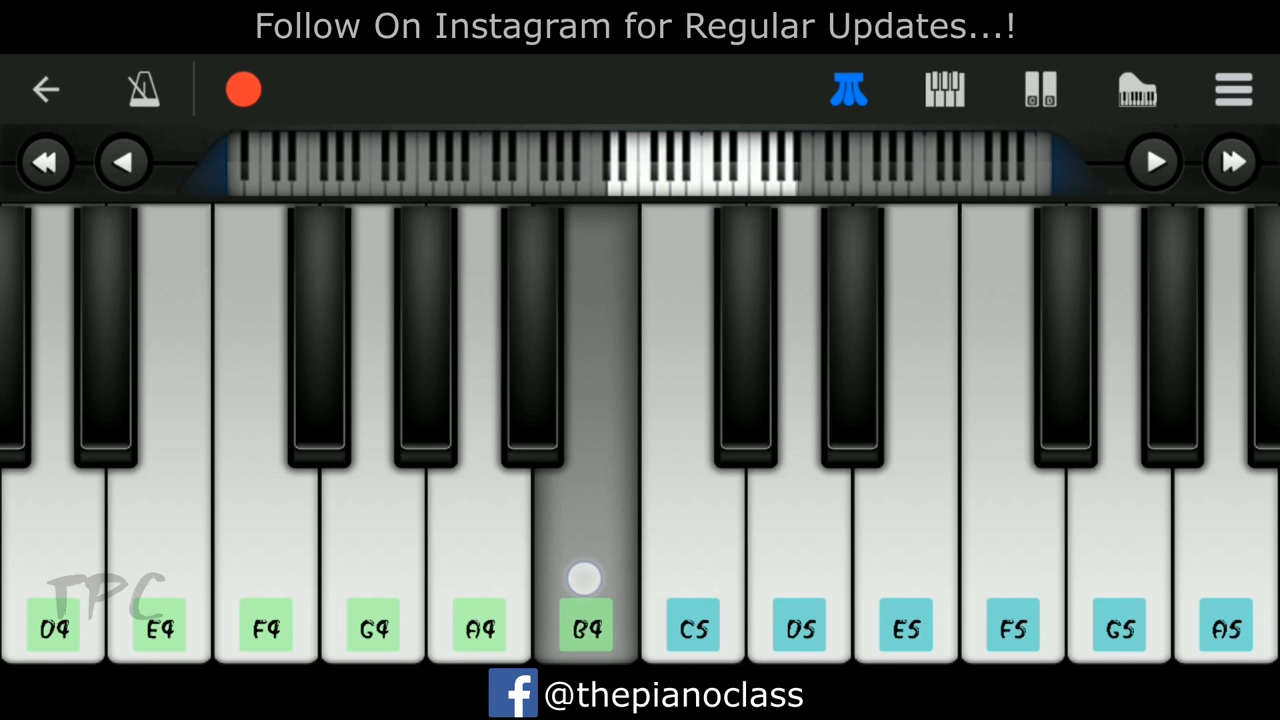 Follow On Instagram for Regular Updates...!
C D
TPC
D4 E4 F4 G4 A4 B4 C5 D5 E5 F5 G5 A5
f @thepianoclass